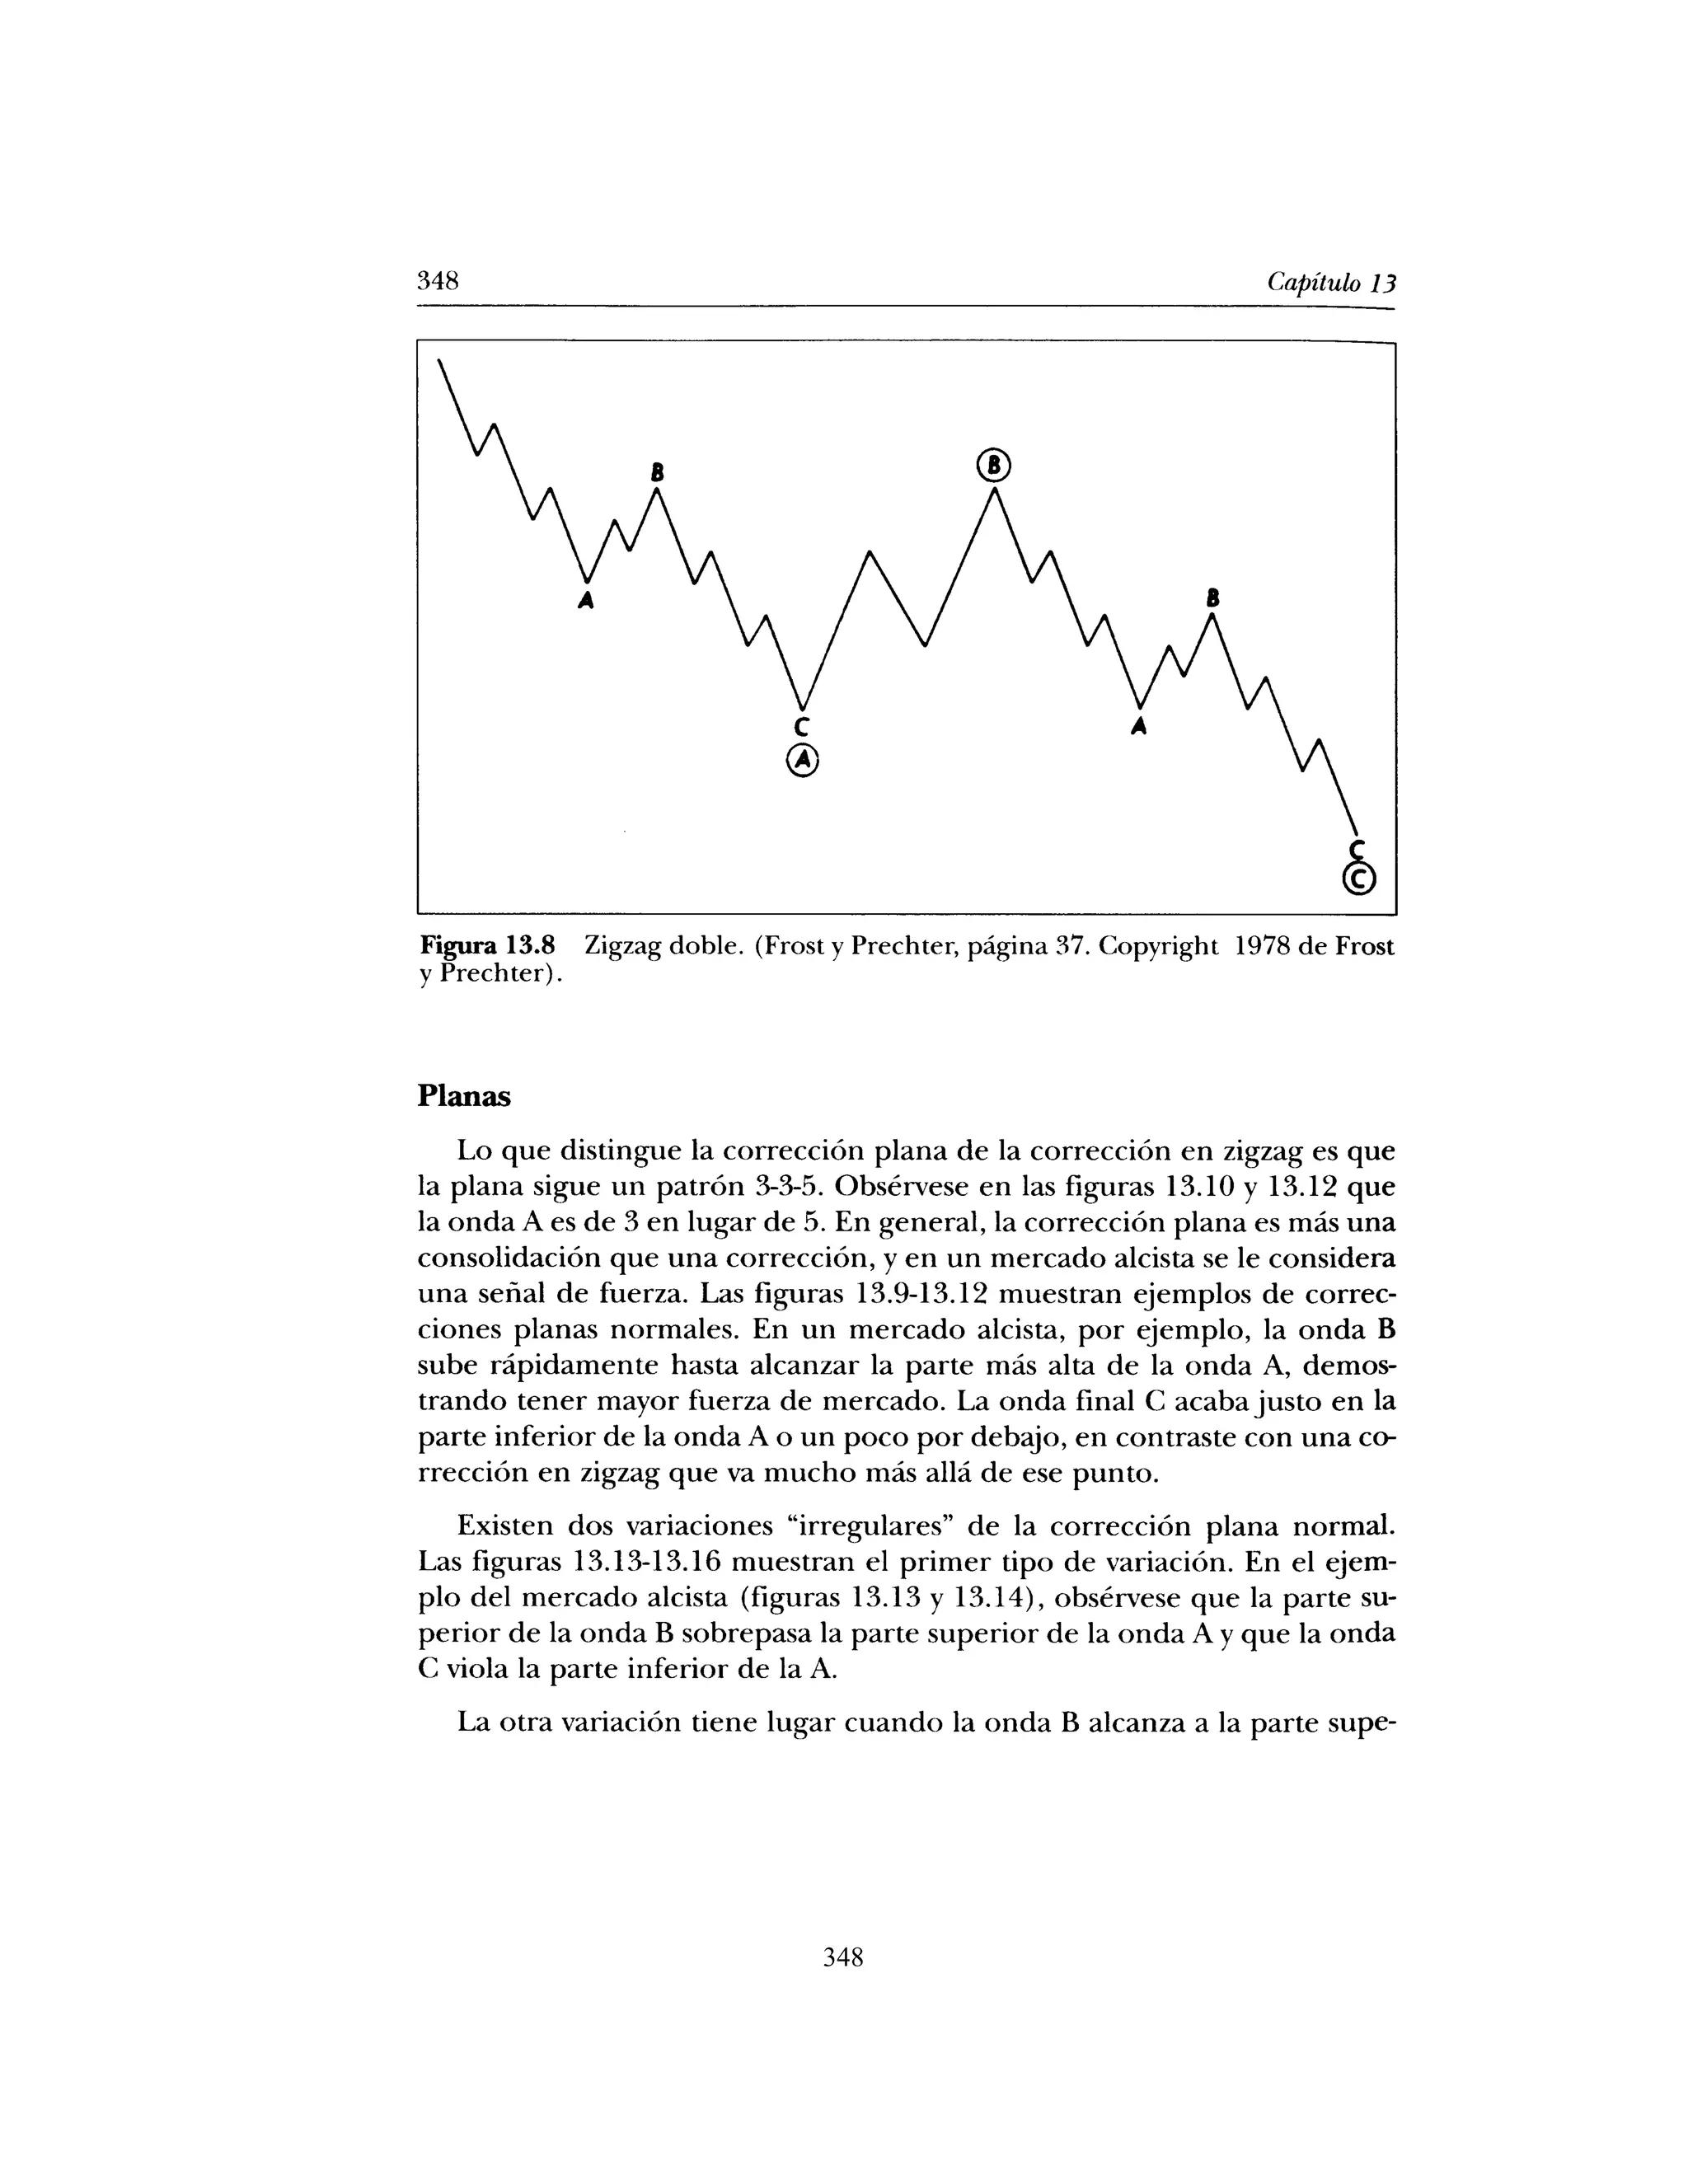 348 Capítulo 13
B
B
A
B
C
A
A
C
C
Figura 13.8 Zigzag doble. (Frost y Prechter, página 37. Copyright 1978 de Frost
y Prechter).
Planas
Lo que distingue la corrección plana de la corrección en zigzag es que
la plana sigue un patrón 3-3-5. Obsérvese en las figuras 13.10 y 13.12 que
la onda A es de 3 en lugar de 5. En general, la corrección plana es más una
consolidación que una corrección, y en un mercado alcista se le considera
una señal de fuerza. Las figuras 13.9-13.12 muestran ejemplos de correc-
ciones planas normales. En un mercado alcista, por ejemplo, la onda B
sube rápidamente hasta alcanzar la parte más alta de la onda A, demos-
trando tener mayor fuerza de mercado. La onda final C acaba justo en la
parte inferior de la onda A o un poco por debajo, en contraste con una co-
rrección en zigzag que va mucho más allá de ese punto.
Existen dos variaciones “irregulares” de la corrección plana normal.
Las figuras 13.13-13.16 muestran el primer tipo de variación. En el ejem-
plo del mercado alcista (figuras 13.13 y 13.14), obsérvese que la parte su-
perior de la onda B sobrepasa la parte superior de la onda A y que la onda
C viola la parte inferior de la A.
La otra variación tiene lugar cuando la onda B alcanza a la parte supe-
348